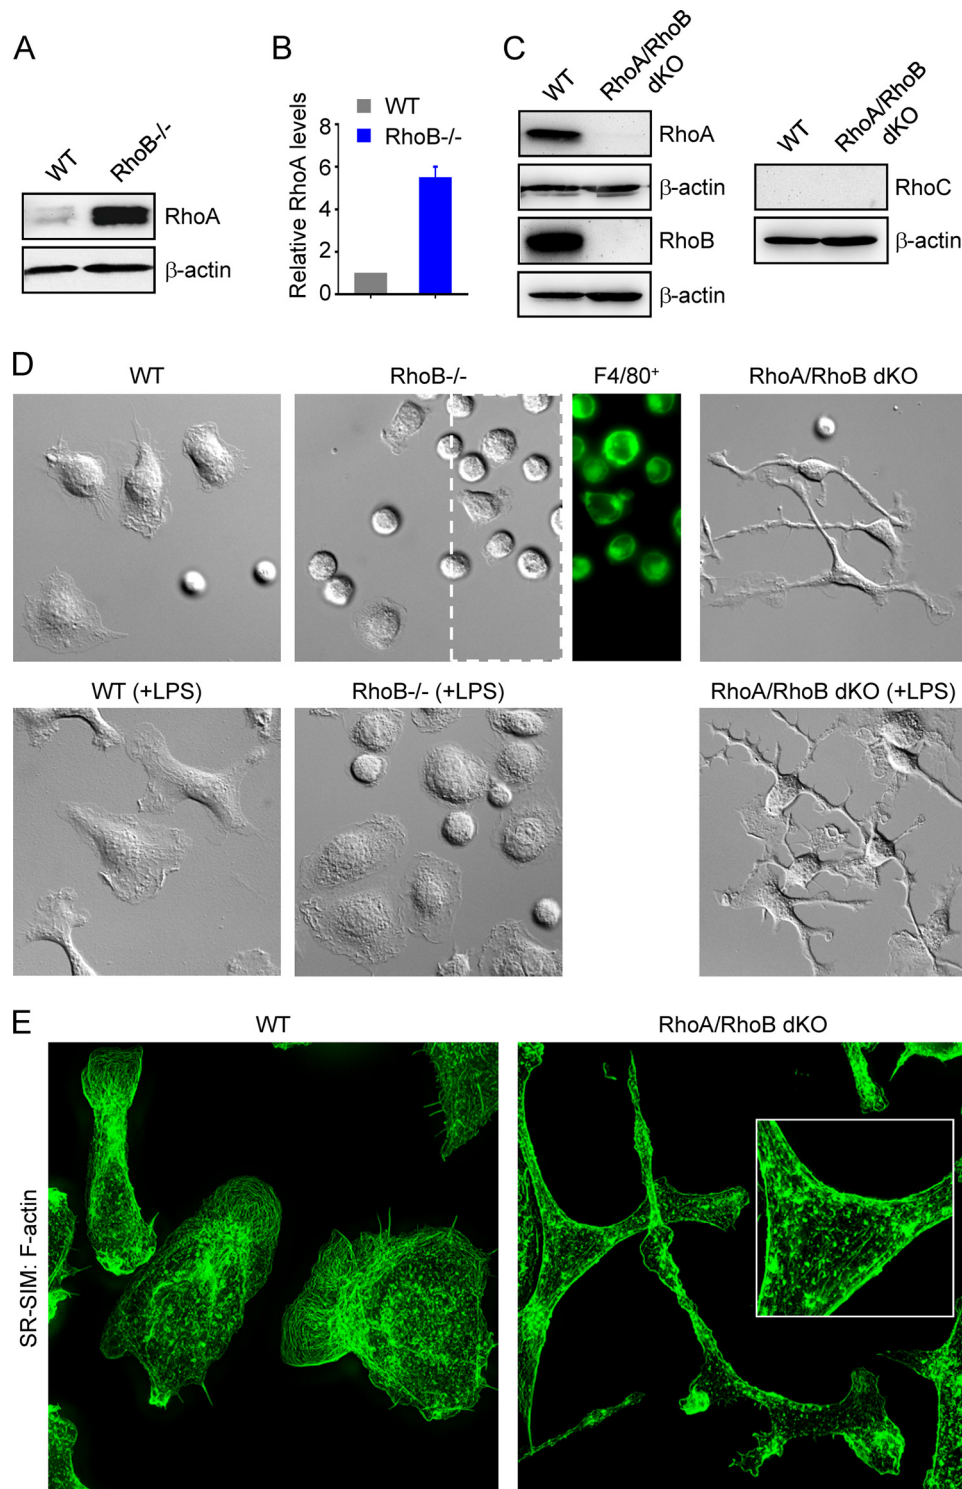 A
WT
RhoB-/-
RhoA
β-actin
B
WT
RhoB-/-
Relative RhoA levels
8
6
4
2
0
C
WT
RhoA/RhoB
dKO
RhoA
β-actin
RhoB
β-actin
WT
RhoA/RhoB
dKO
RhoC
β-actin
D
WT
RhoB-/-
F4/80⁺
RhoA/RhoB dKO
WT (+LPS)
RhoB-/- (+LPS)
RhoA/RhoB dKO (+LPS)
E
WT
RhoA/RhoB dKO
SR-SIM: F-actin